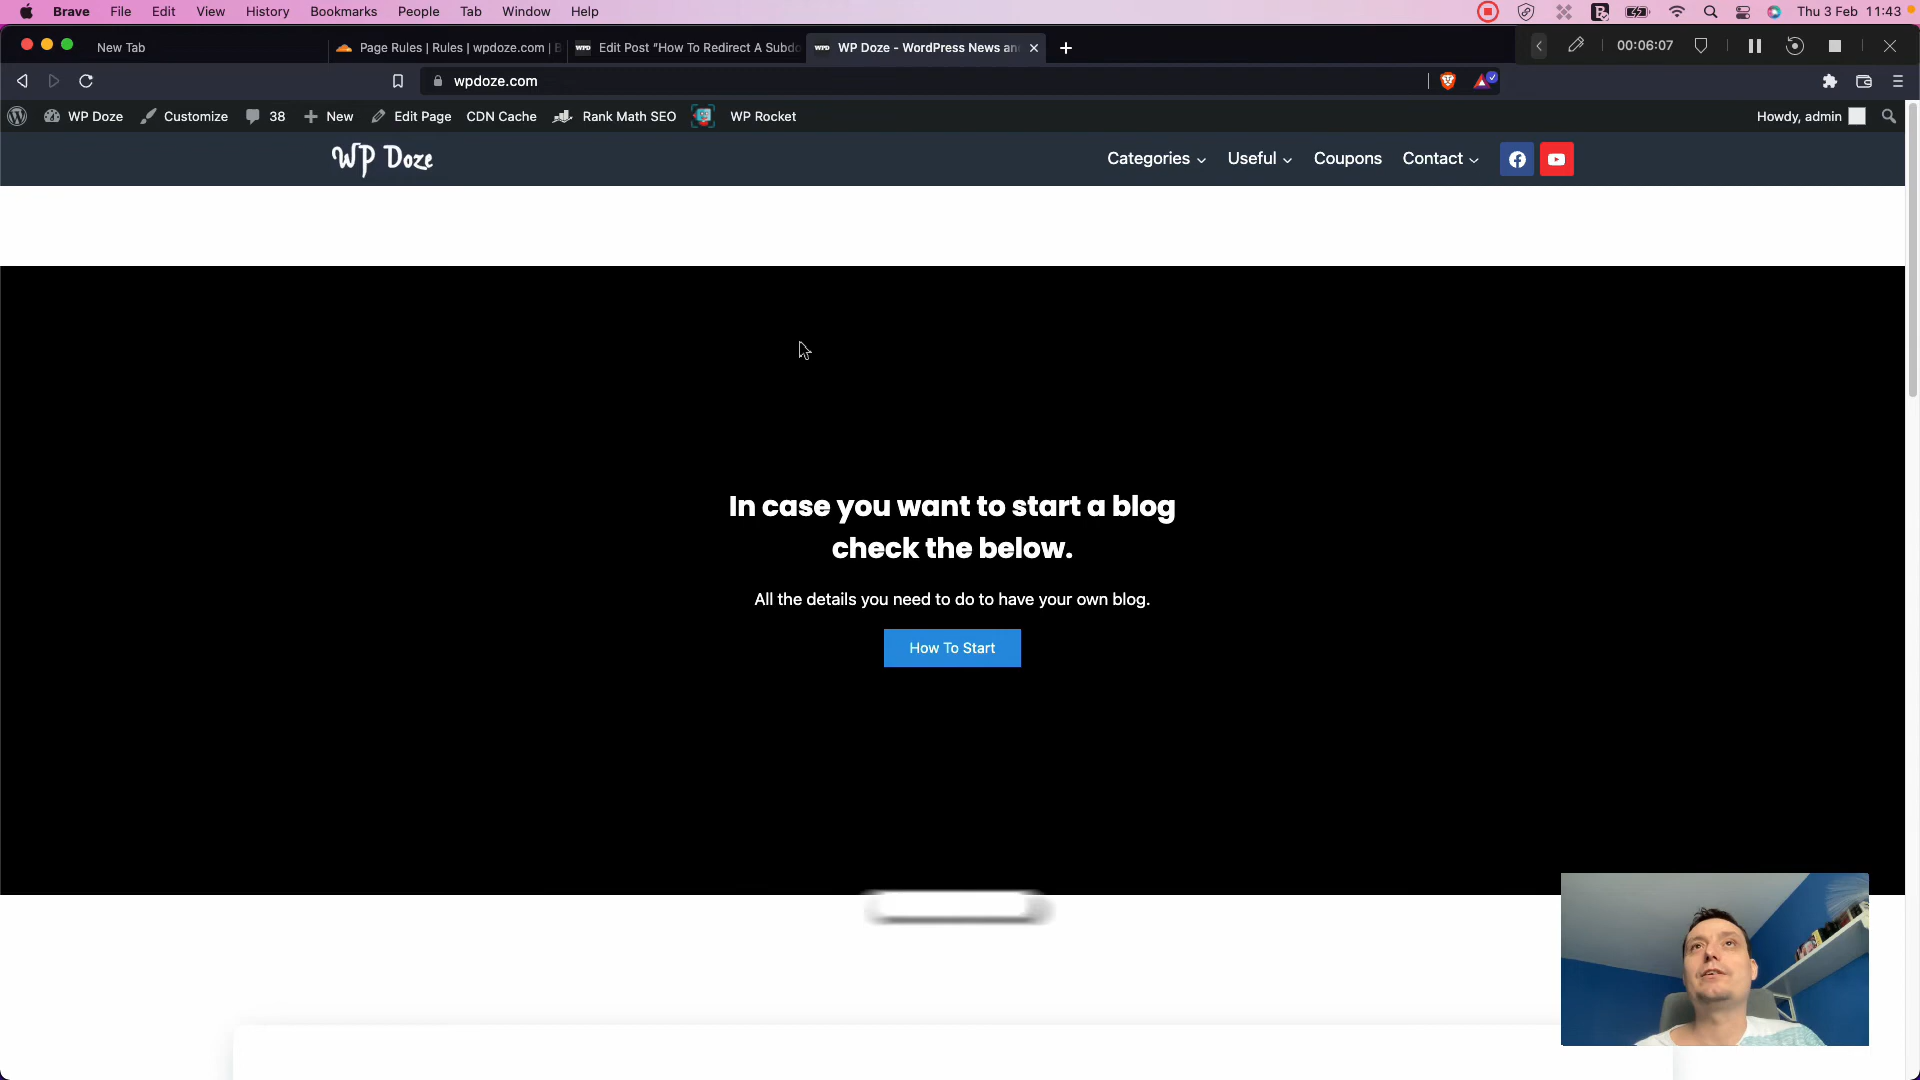 Brave File Edit View History Bookmarks People Tab Window Help
Thu 3 Feb 11:43
New Tab
Page Rules | Rules | wpdoze.com |
Edit Post “How To Redirect A Subdo
WP Doze - WordPress News an
00:06:07
wpdoze.com
WP Doze Customize 38 New Edit Page CDN Cache Rank Math SEO WP Rocket
Howdy, admin
WP Doze
Categories Useful Coupons Contact
In case you want to start a blog
check the below.
All the details you need to do to have your own blog.
How To Start